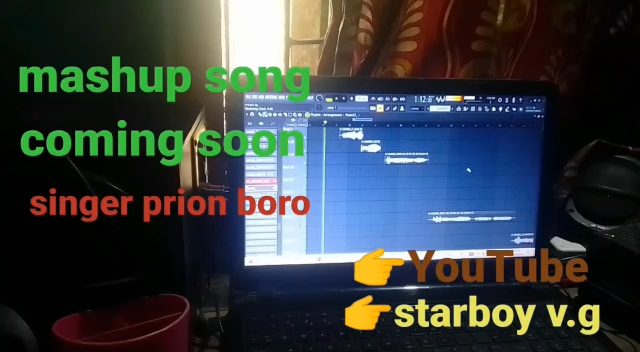 mashup song
coming soon
singer prion boro
👉YouTube
👉starboy v.g